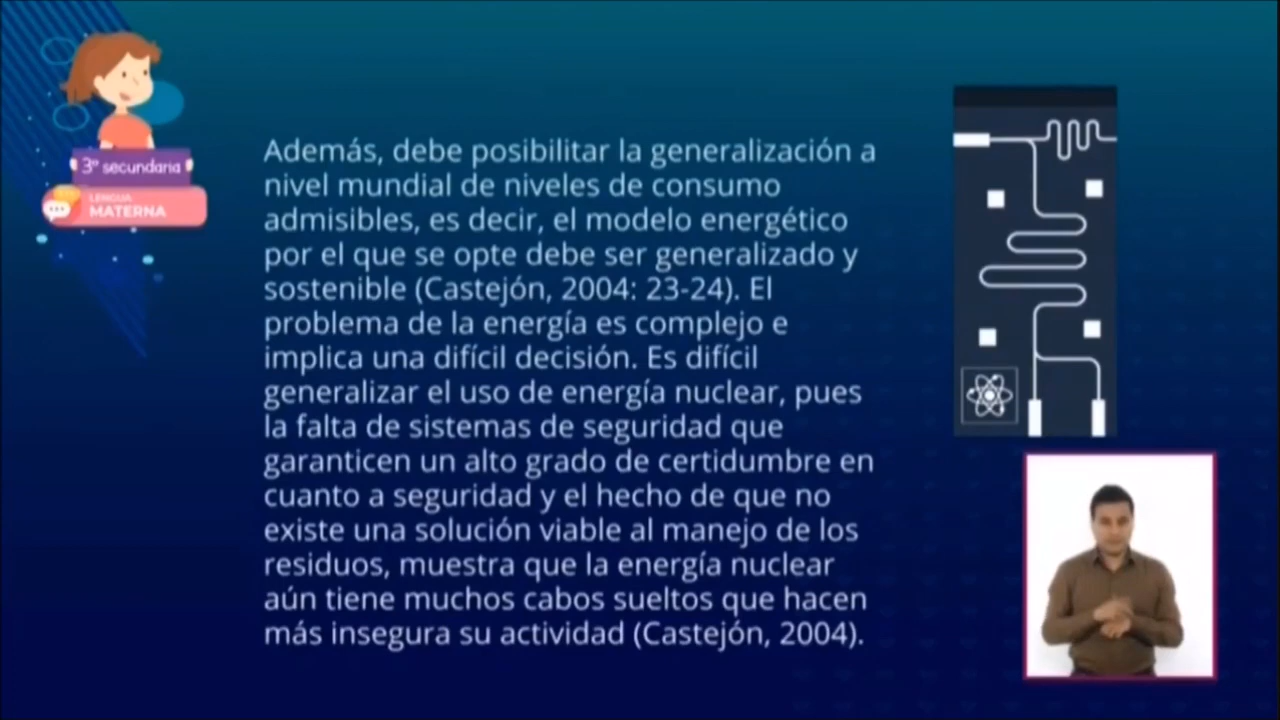 3º secundaria
LENGUA
MATERNA
Además, debe posibilitar la generalización a
nivel mundial de niveles de consumo
admisibles, es decir, el modelo energético
por el que se opte debe ser generalizado y
sostenible (Castejón, 2004: 23-24). El
problema de la energía es complejo e
implica una difícil decisión. Es difícil
generalizar el uso de energía nuclear, pues
la falta de sistemas de seguridad que
garanticen un alto grado de certidumbre en
cuanto a seguridad y el hecho de que no
existe una solución viable al manejo de los
residuos, muestra que la energía nuclear
aún tiene muchos cabos sueltos que hacen
más insegura su actividad (Castejón, 2004).